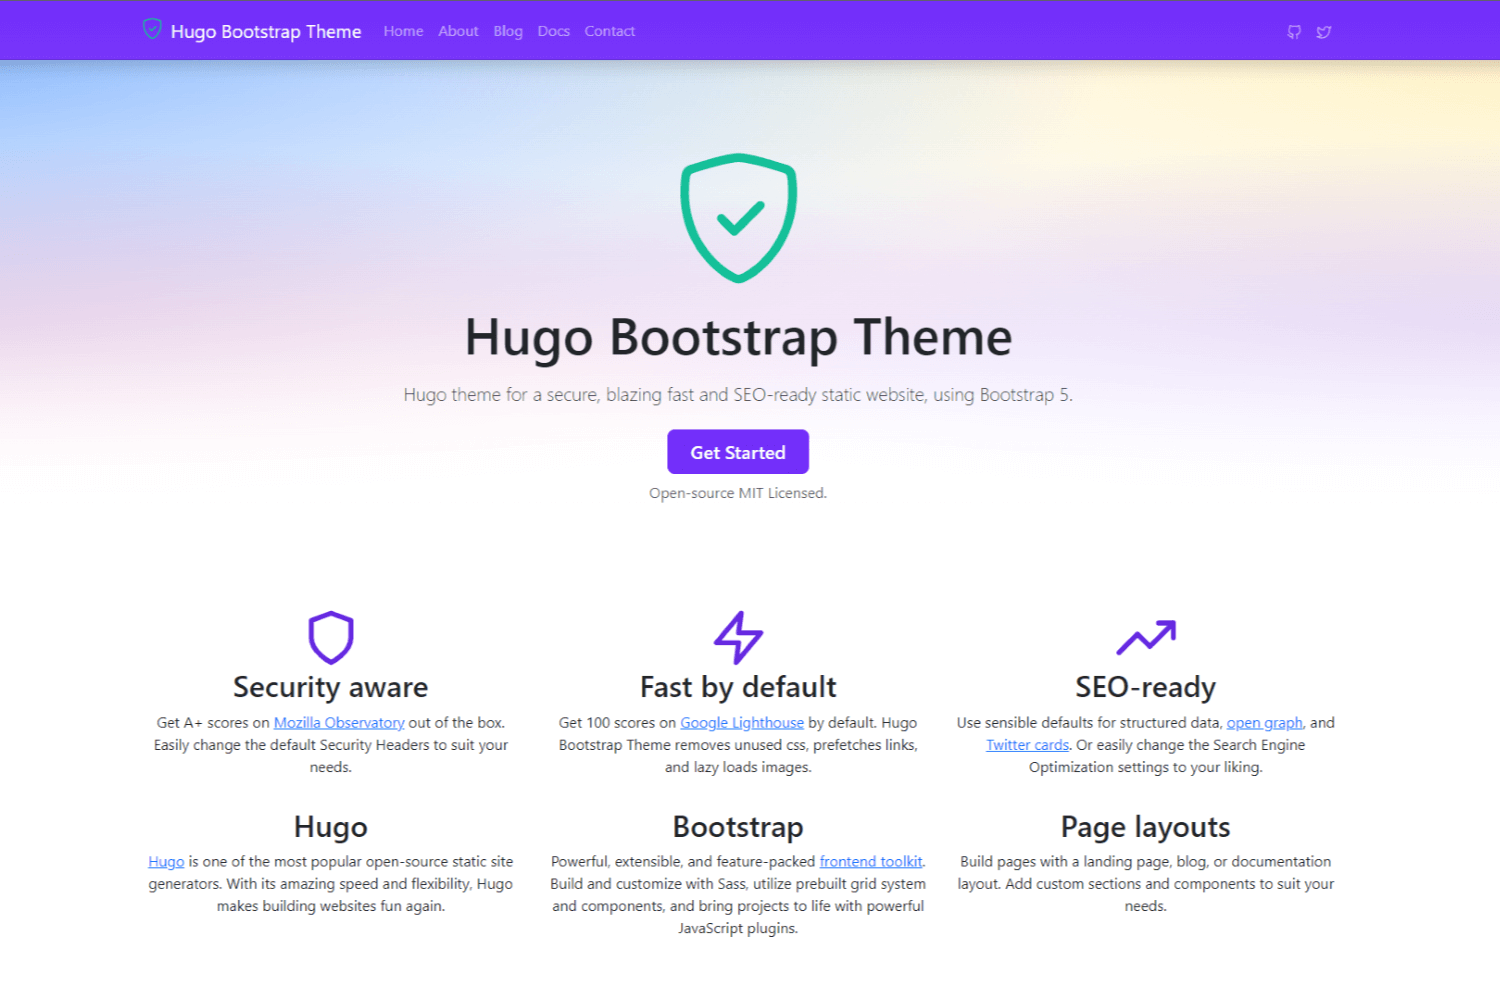 Hugo Bootstrap Theme Home About Blog Docs Contact
Hugo Bootstrap Theme
Hugo theme for a secure, blazing fast and SEO-ready static website, using Bootstrap 5.
Get Started
Open-source MIT Licensed.
Security aware
Get A+ scores on Mozilla Observatory out of the box.
Easily change the default Security Headers to suit your
needs.
Fast by default
Get 100 scores on Google Lighthouse by default. Hugo
Bootstrap Theme removes unused css, prefetches links,
and lazy loads images.
SEO-ready
Use sensible defaults for structured data, open graph, and
Twitter cards. Or easily change the Search Engine
Optimization settings to your liking.
Hugo
Hugo is one of the most popular open-source static site
generators. With its amazing speed and flexibility, Hugo
makes building websites fun again.
Bootstrap
Powerful, extensible, and feature-packed frontend toolkit.
Build and customize with Sass, utilize prebuilt grid system
and components, and bring projects to life with powerful
JavaScript plugins.
Page layouts
Build pages with a landing page, blog, or documentation
layout. Add custom sections and components to suit your
needs.